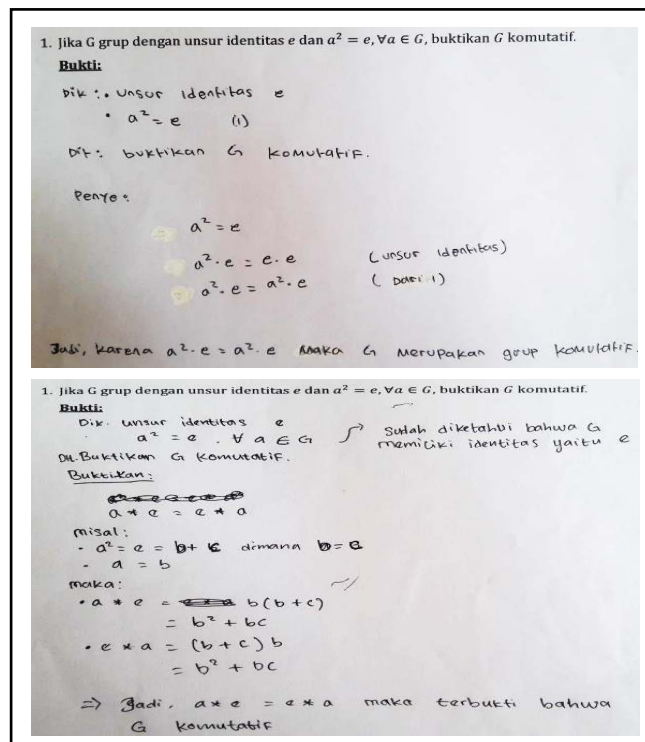 1. Jika G grup dengan unsur identitas e dan a² = e, ∀a ∈ G, buktikan G komutatif.
Bukti:
Dik : • Unsur Identitas e
• a² = e (1)
Dit : buktikan G komutatif.
Penye :
a² = e
a² · e = e · e (unsur identitas)
a² · e = a² · e ( Dari 1)
Jadi, karena a² · e = a² · e maka G merupakan grup komutatif.
1. Jika G grup dengan unsur identitas e dan a² = e, ∀a ∈ G, buktikan G komutatif.
Bukti:
Dik. unsur identitas e
a² = e . ∀ a ∈ G
Sudah diketahui bahwa G
memiliki identitas yaitu e
Dit. Buktikan G komutatif.
Buktikan :
a * e = e * a
misal :
- a² = e = b + c dimana b = e
- a = b
maka :
• a * e = b (b + c)
= b² + bc
• e * a = (b + c) b
= b² + bc
=> Jadi, a * e = e * a maka terbukti bahwa
G komutatif